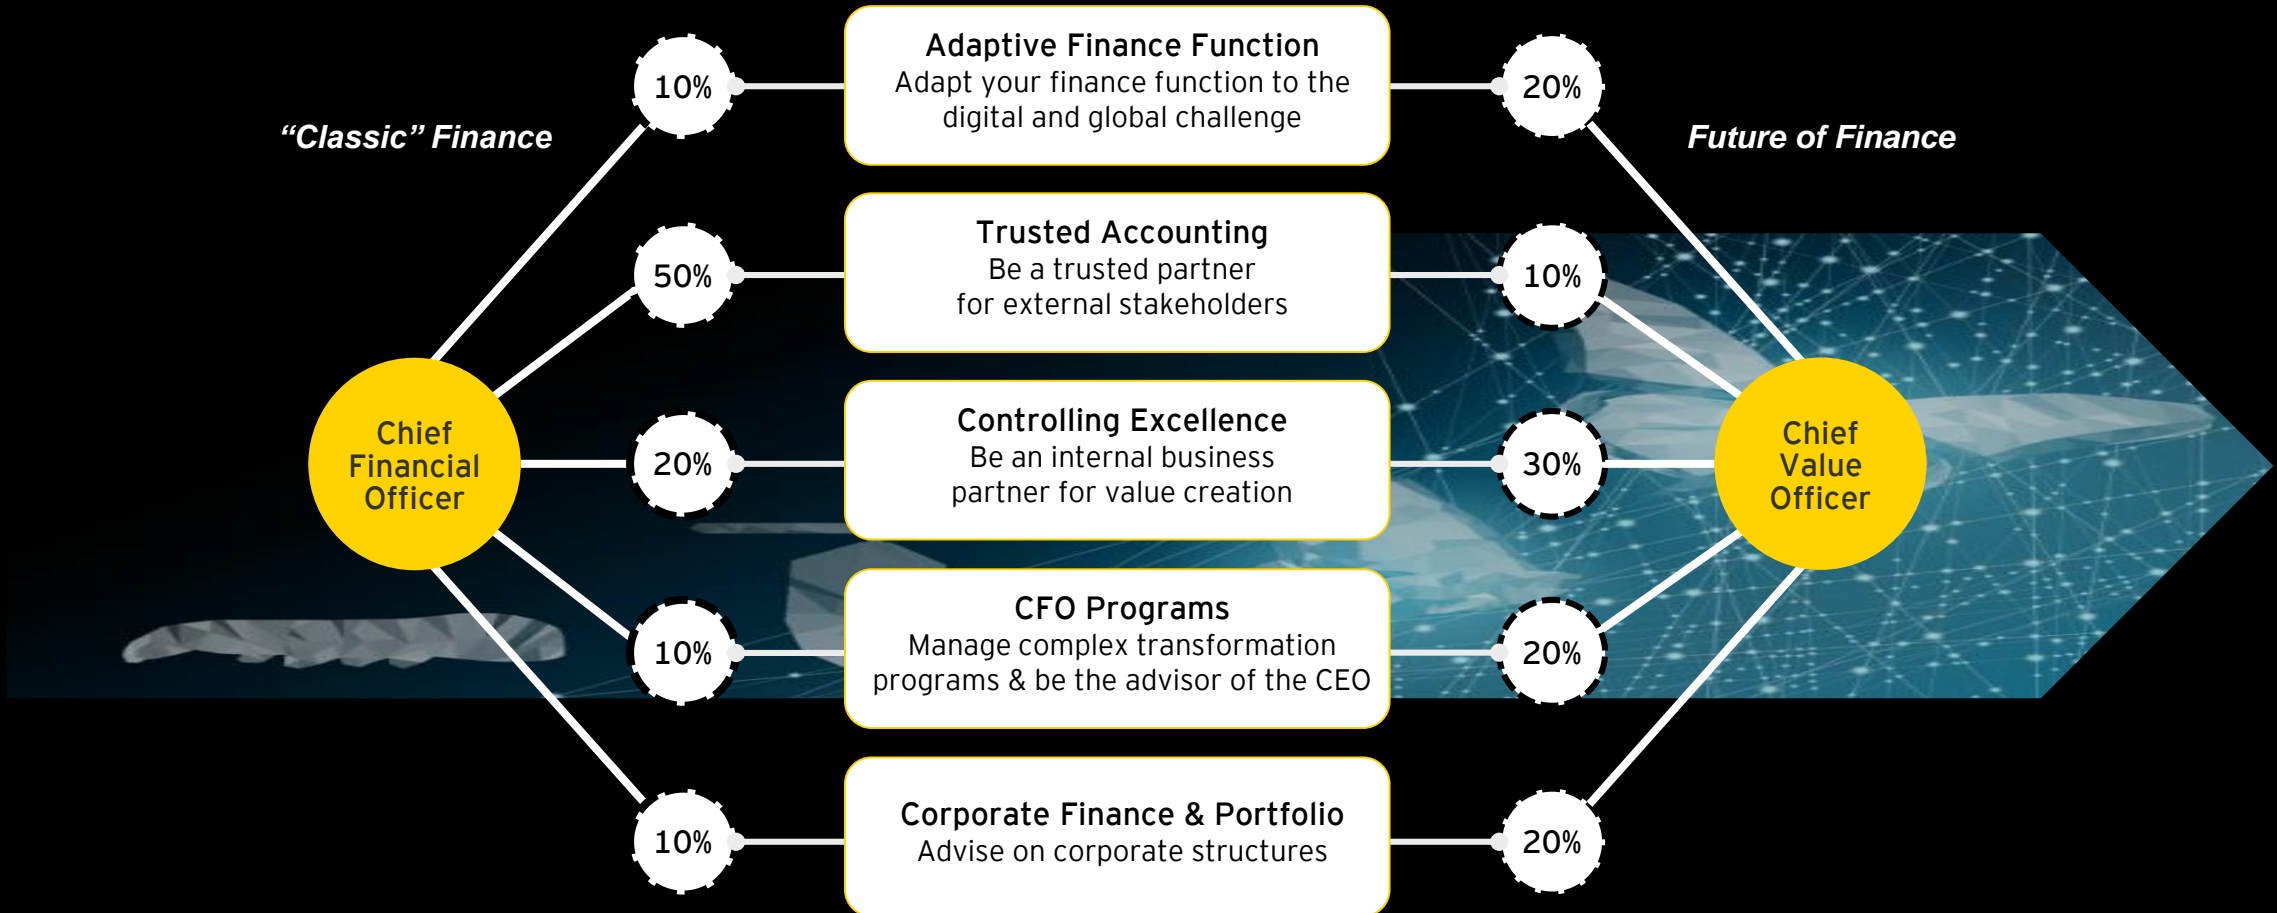 “Classic” Finance
Future of Finance
Chief
Financial
Officer
10%
Adaptive Finance Function
Adapt your finance function to the
digital and global challenge
20%
50%
Trusted Accounting
Be a trusted partner
for external stakeholders
10%
20%
Controlling Excellence
Be an internal business
partner for value creation
30%
10%
CFO Programs
Manage complex transformation
programs & be the advisor of the CEO
20%
10%
Corporate Finance & Portfolio
Advise on corporate structures
20%
Chief
Value
Officer